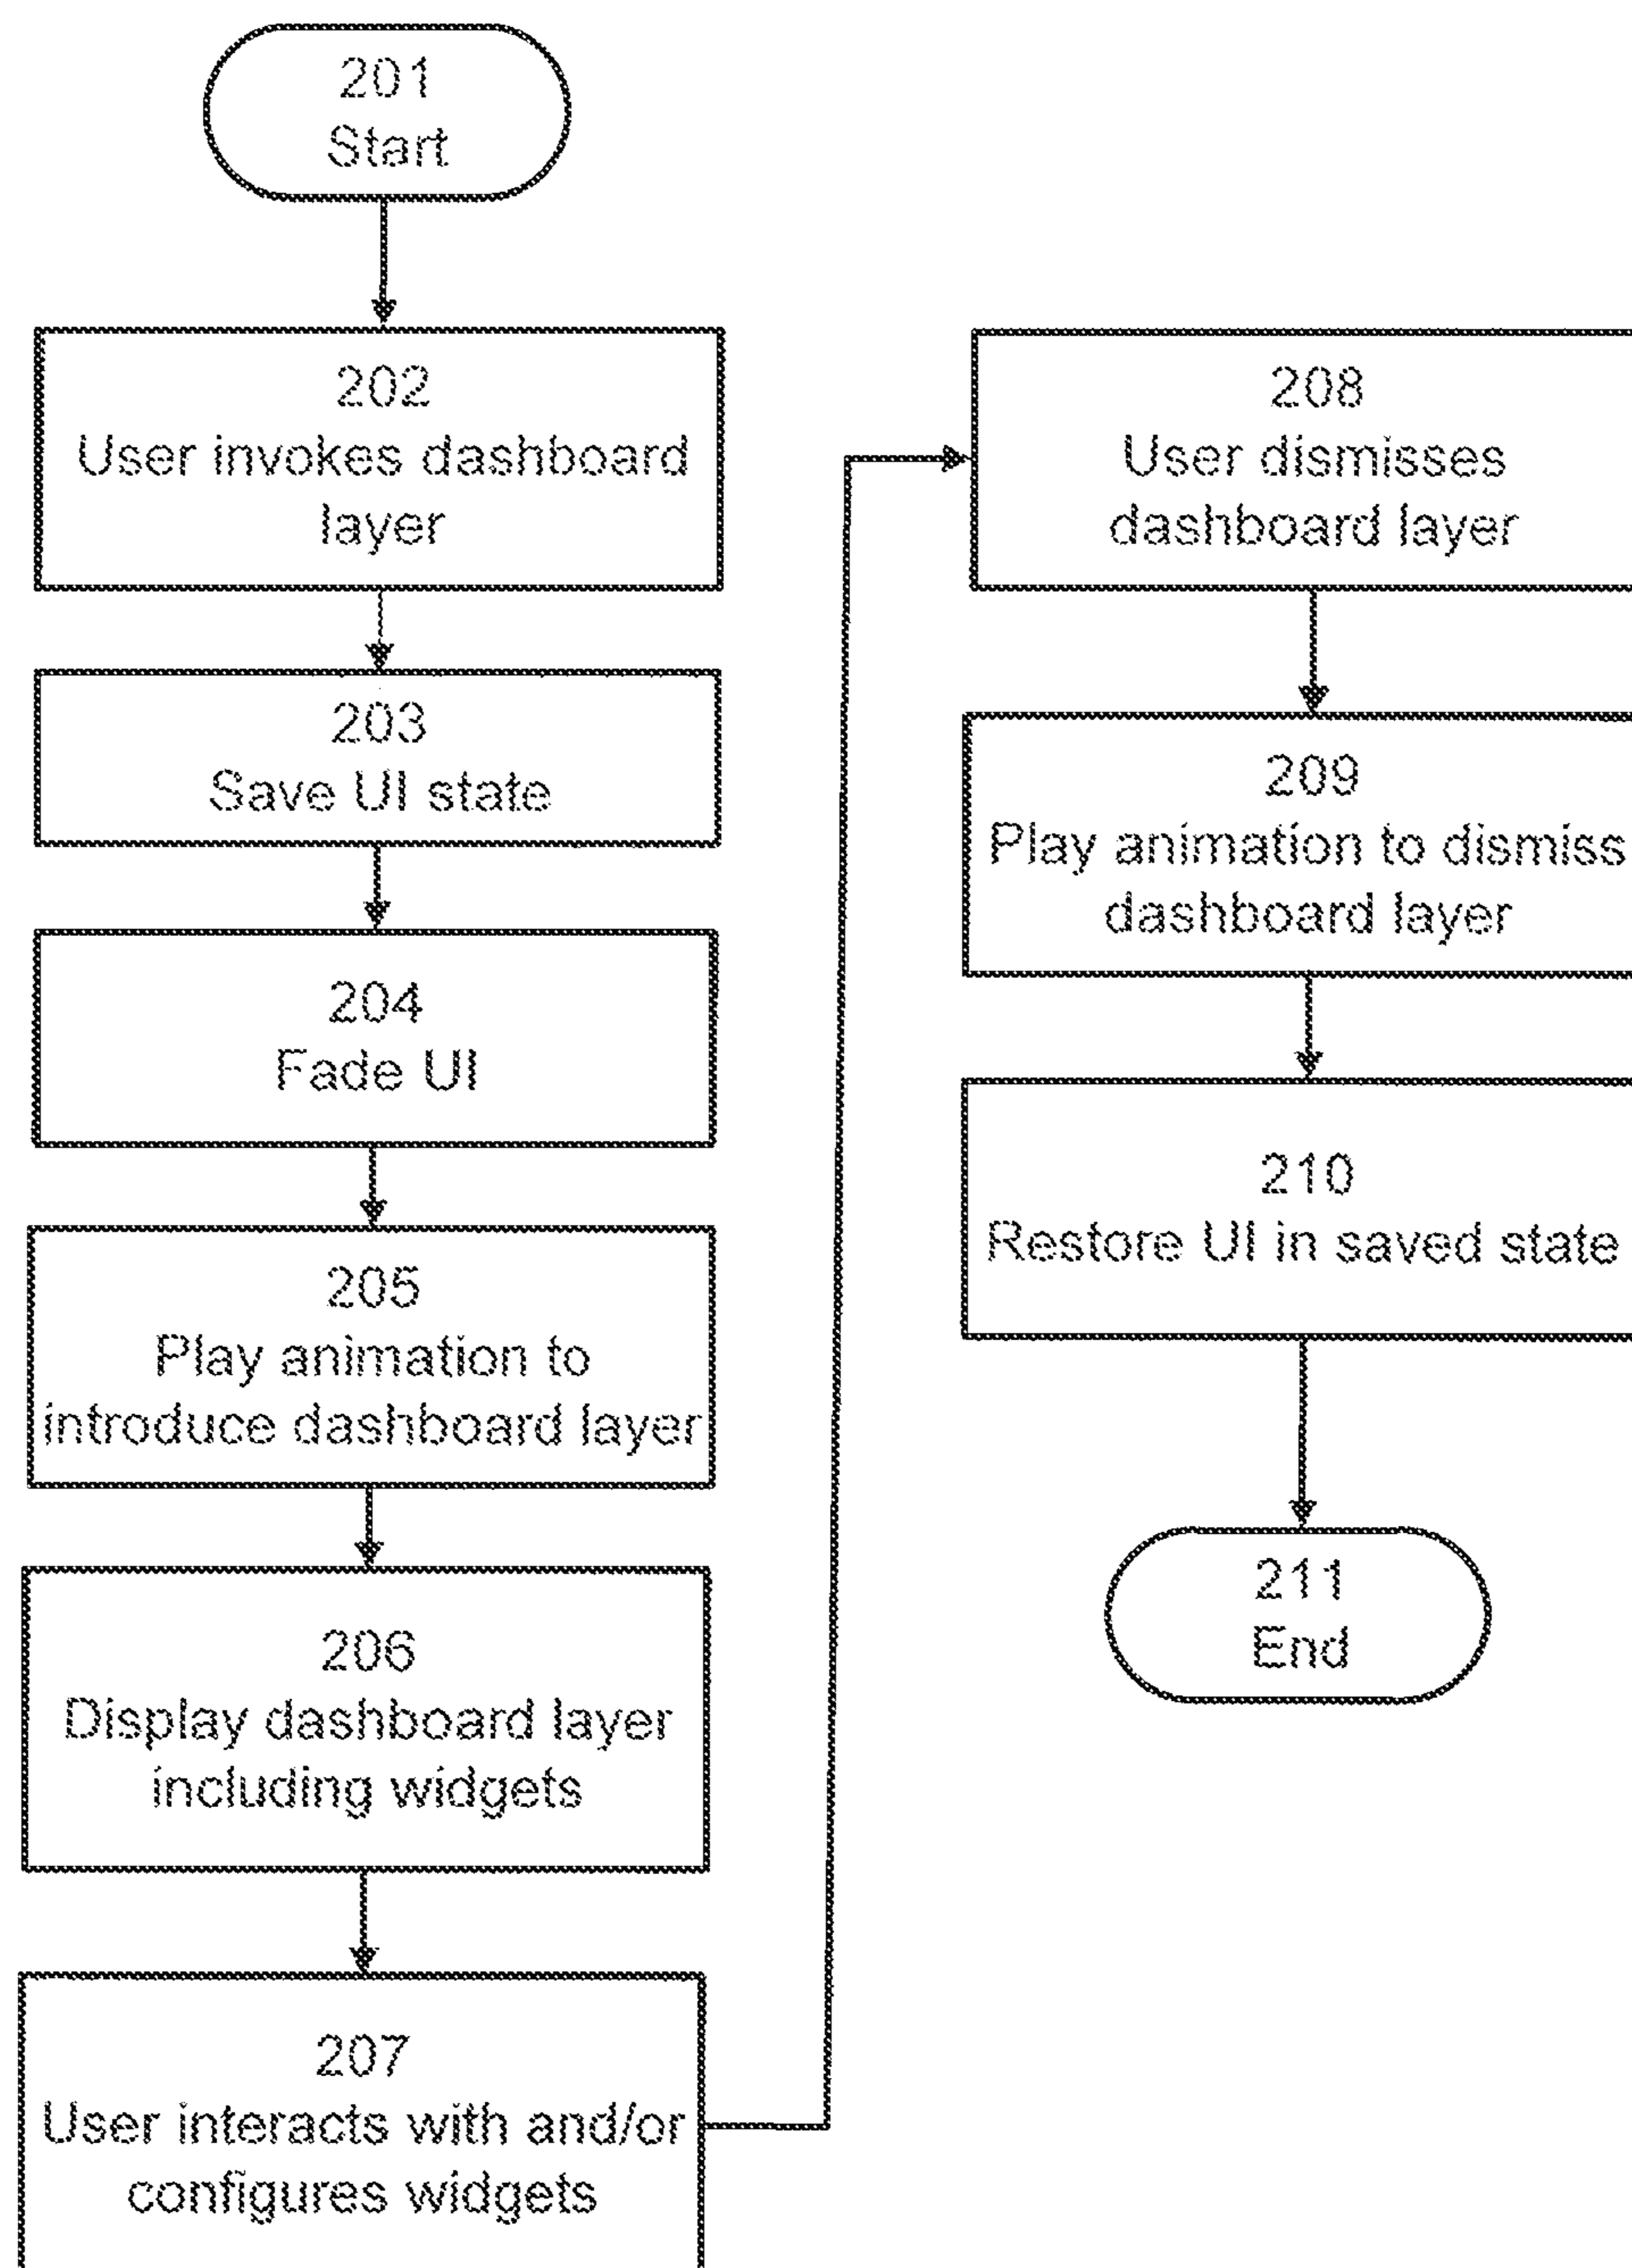 201
Start
202
User invokes dashboard
layer
203
Save UI state
204
Fade UI
205
Play animation to
introduce dashboard layer
206
Display dashboard layer
including widgets
207
User interacts with and/or
configures widgets
208
User dismisses
dashboard layer
209
Play animation to dismiss
dashboard layer
210
Restore UI in saved state
211
End